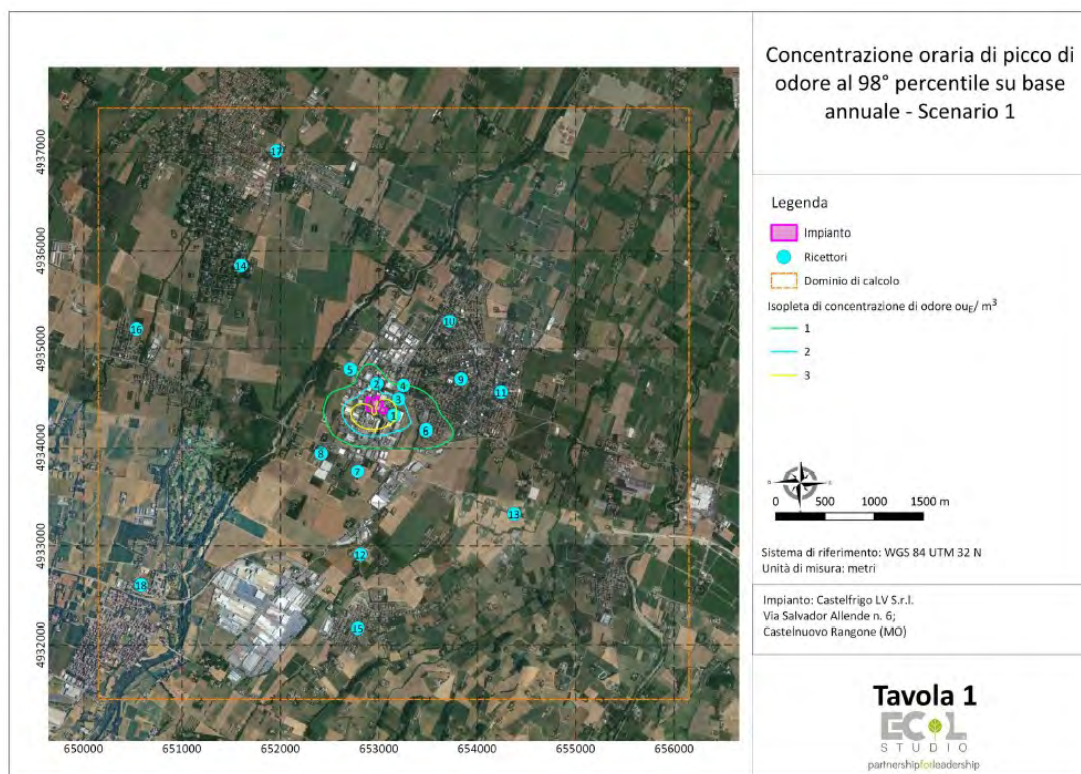 Concentrazione oraria di picco di
odore al 98° percentile su base
annuale - Scenario 1
Legenda
Impianto
Ricettori
Dominio di calcolo
Isopleta di concentrazione di odore ouE/ m³
1
2
3
0 500 1000 1500 m
Sistema di riferimento: WGS 84 UTM 32 N
Unità di misura: metri
Impianto: Castelfrigo LV S.r.l.
Via Salvador Allende n. 6;
Castelnuovo Rangone (MO)
Tavola 1
ECOL
STUDIO
partnershipforleadership
4937000
4936000
4935000
4934000
4933000
4932000
650000 651000 652000 653000 654000 655000 656000
17
14
16
10
5
2
4
9
11
3
1
6
8
7
13
12
18
15